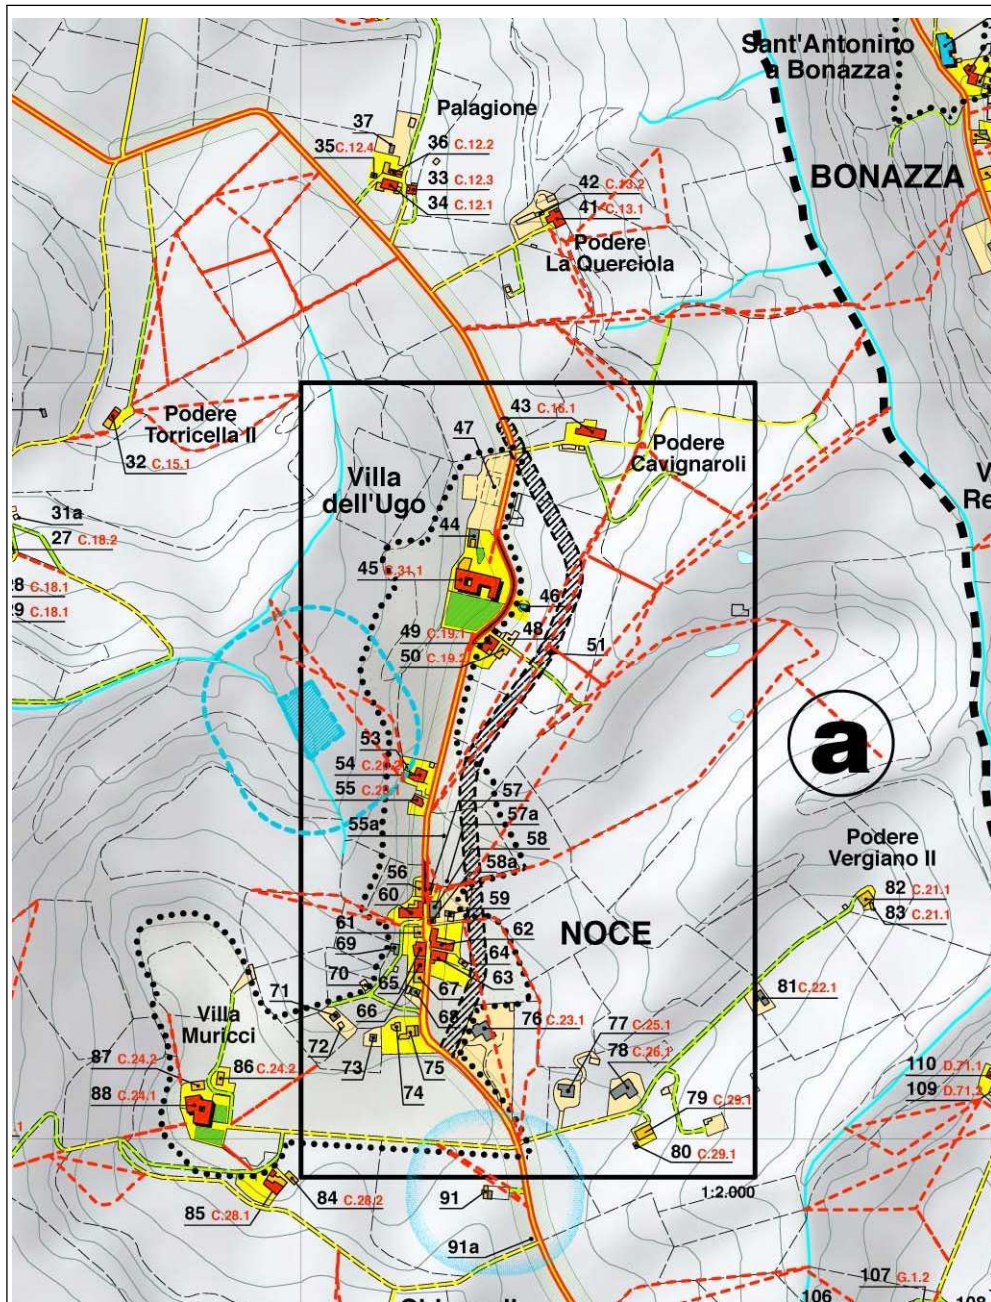 Sant'Antonino
a Bonazza
BONAZZA
37
Palagione
35 C.12.4
36 C.12.2
33 C.12.3
34 C.12.1
42 C.13.2
41 C.13.1
Podere
La Querciola
Podere
Torricella II
32 C.15.1
31a
27 C.18.2
C.18.1
C.18.1
43 C.16.1
47
Podere
Cavignaroli
Villa
dell'Ugo
44
45 C.31.1
46
49 C.19.1
48
50 C.19.2
51
53
54
55
55a
57
57a
58
58a
56
60
59
61
62
69
64
70
65
63
67
66
68
71
72
73
74
75
NOCE
a
Podere
Vergiano II
82 C.21.1
83 C.21.1
81 C.22.1
76 C.23.1
77 C.25.1
78 C.26.1
79 C.29.1
80 C.29.1
Villa
Muricci
87 C.24.2
86 C.24.2
88 C.24.1
110 D.71.1
109 D.71.2
84 C.28.2
85 C.28.1
91
1:2.000
91a
107 G.1.2
106